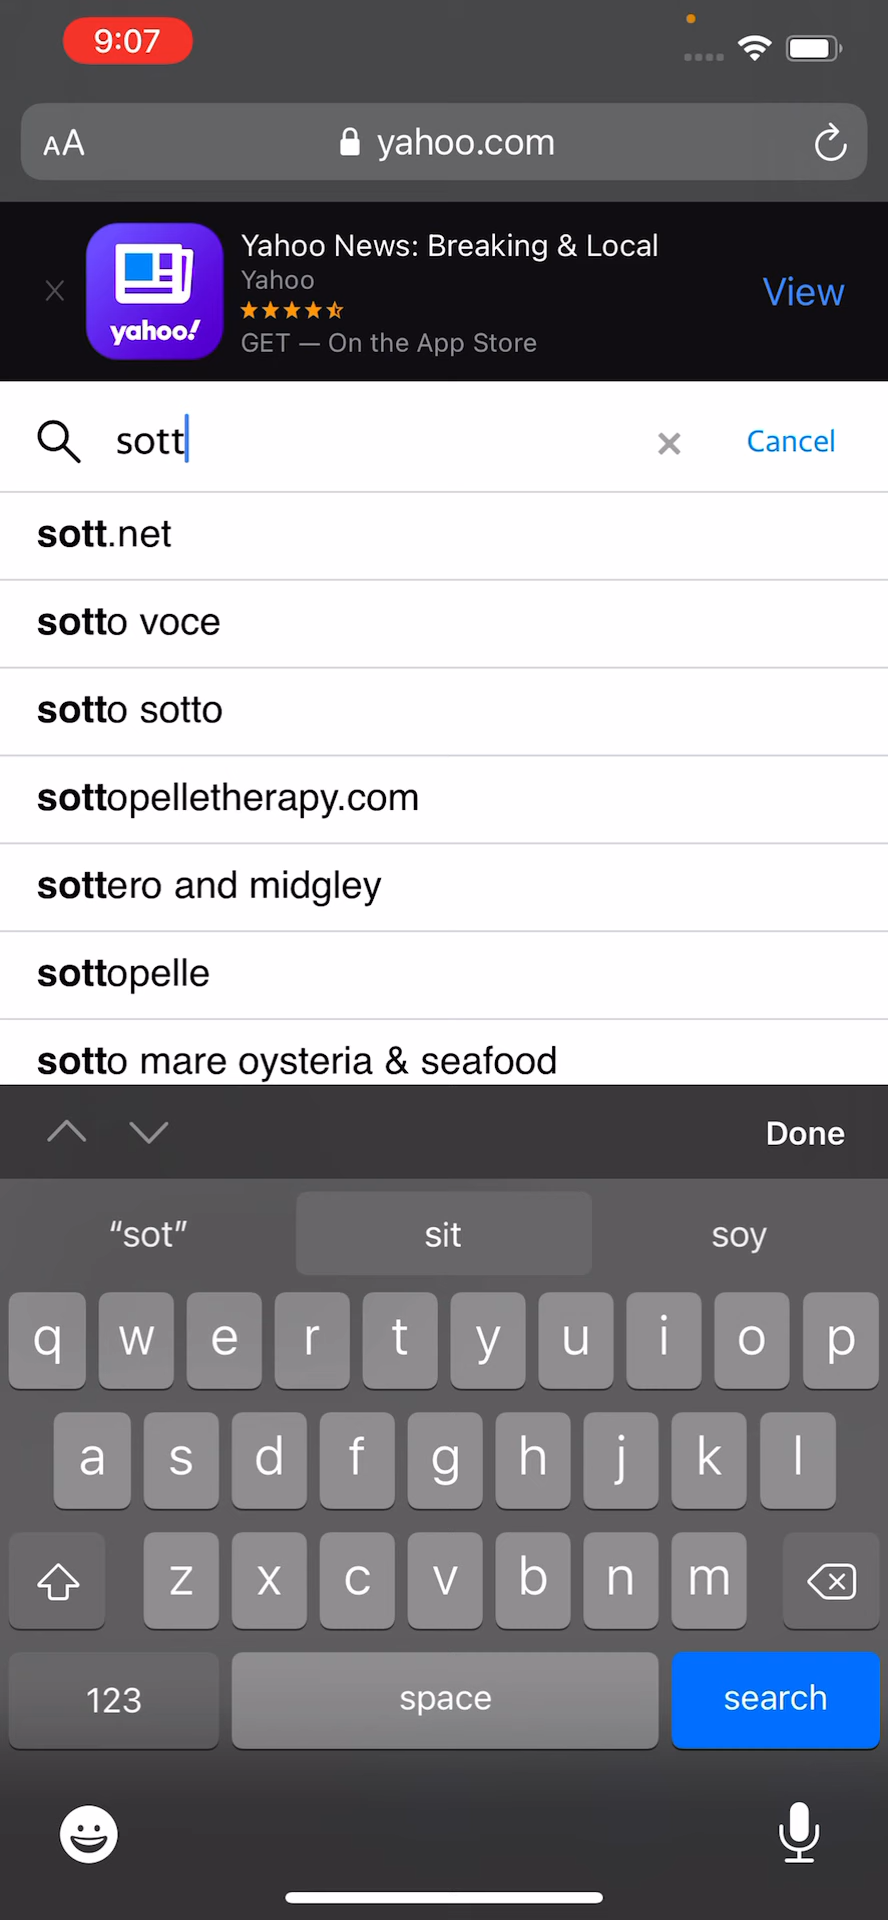 9:07
AA
yahoo.com
Yahoo News: Breaking & Local
Yahoo
GET — On the App Store
View
yahoo!
sott
Cancel
sott.net
sotto voce
sotto sotto
sottopelletherapy.com
sottero and midgley
sottopelle
sotto mare oysteria & seafood
Done
“sot” sit soy
q w e r t y u i o p
a s d f g h j k l
z x c v b n m
123 space search